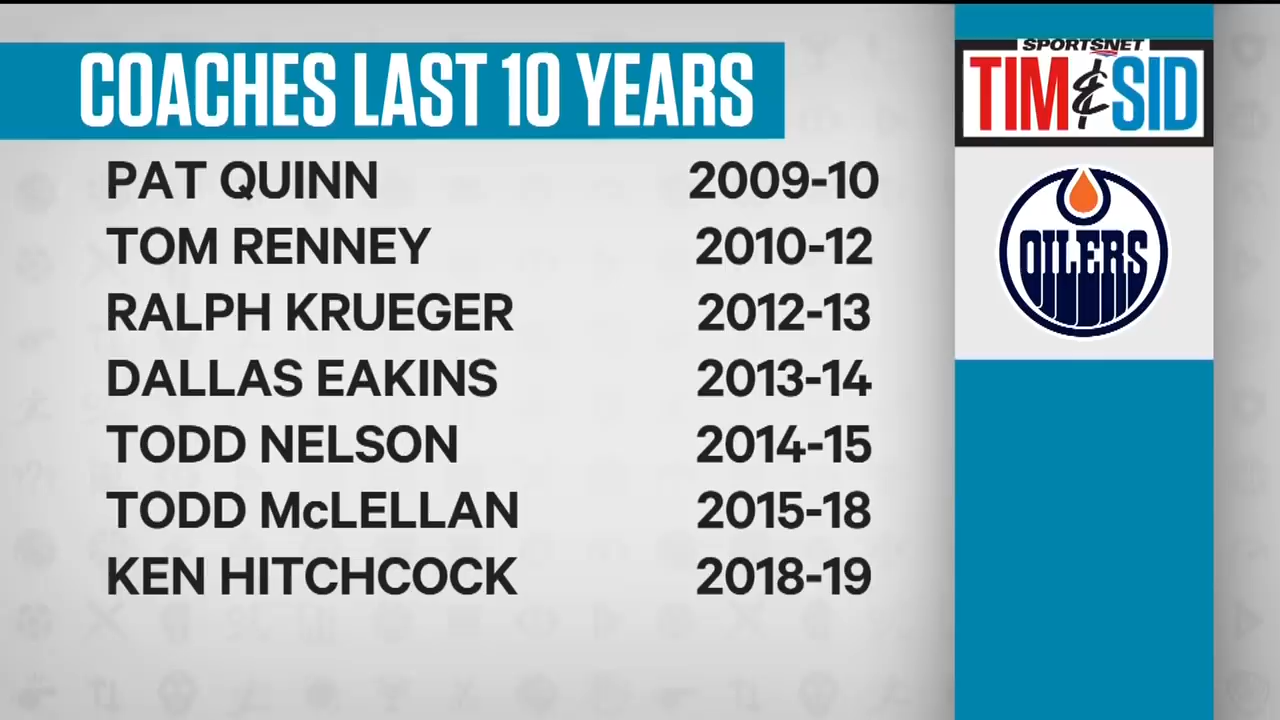 COACHES LAST 10 YEARS
PAT QUINN 2009-10
TOM RENNEY 2010-12
RALPH KRUEGER 2012-13
DALLAS EAKINS 2013-14
TODD NELSON 2014-15
TODD McLELLAN 2015-18
KEN HITCHCOCK 2018-19
SPORTSNET
TIM & SID
OILERS